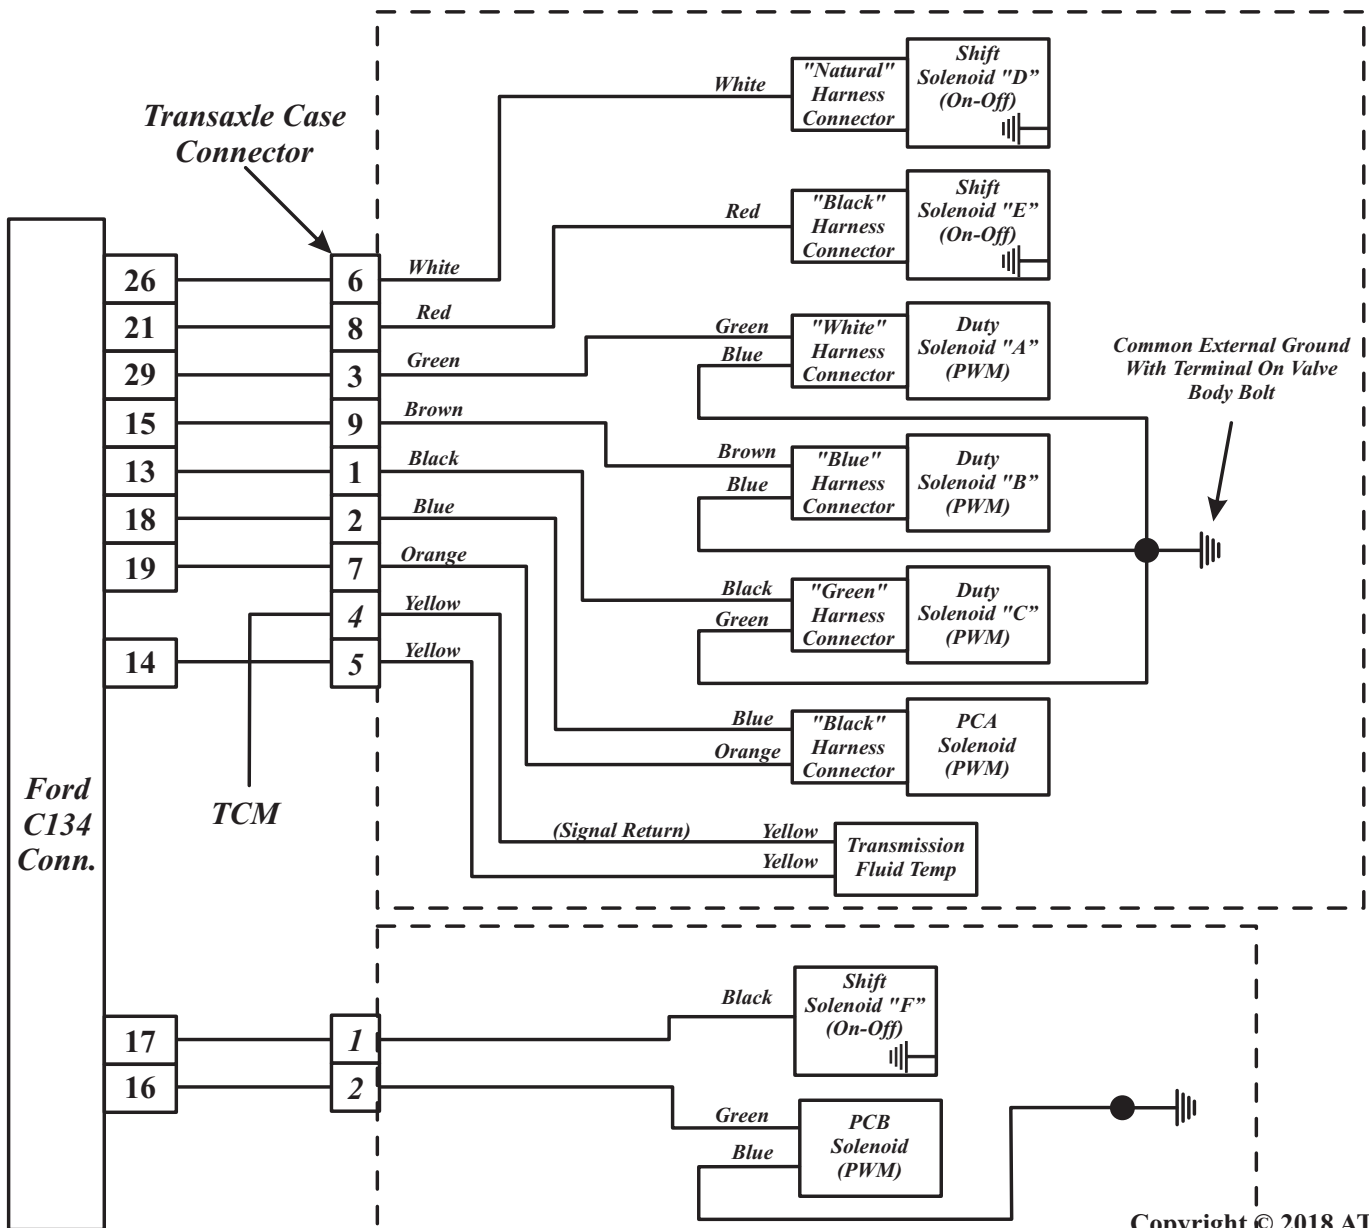 Transaxle Case
Connector
Ford
C134
Conn.
26
21
29
15
13
18
19
14
17
16
6
8
3
9
1
2
7
4
5
1
2
TCM
White
Red
Green
Brown
Black
Blue
Orange
Yellow
Yellow
White
"Natural"
Harness
Connector
Shift
Solenoid "D”
(On-Off)
Red
"Black"
Harness
Connector
Shift
Solenoid "E”
(On-Off)
Green
Blue
"White"
Harness
Connector
Duty
Solenoid "A”
(PWM)
Common External Ground
With Terminal On Valve
Body Bolt
Brown
Blue
"Blue"
Harness
Connector
Duty
Solenoid "B”
(PWM)
Black
Green
"Green"
Harness
Connector
Duty
Solenoid "C”
(PWM)
Blue
Orange
"Black"
Harness
Connector
PCA
Solenoid
(PWM)
(Signal Return)
Yellow
Yellow
Transmission
Fluid Temp
Black
Shift
Solenoid "F”
(On-Off)
Green
Blue
PCB
Solenoid
(PWM)
Copyright © 2018 AT